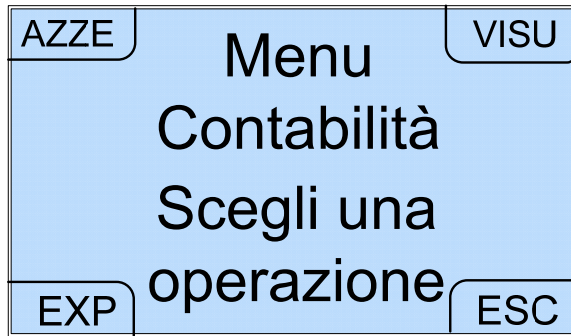 AZZE
VISU
Menu
Contabilità
Scegli una
operazione
EXP
ESC